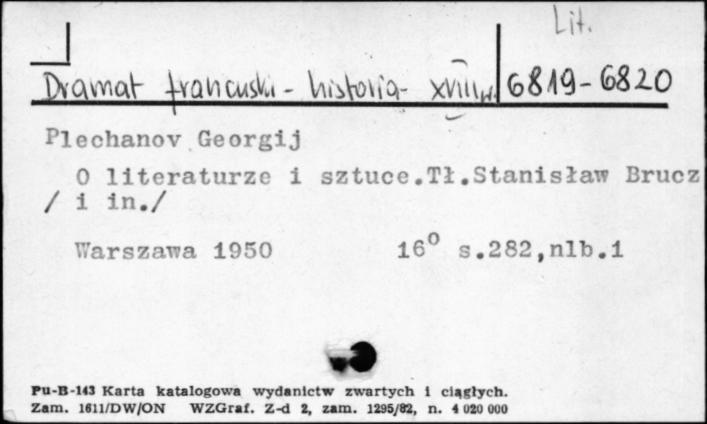 Lit.
Dramat francuski - historia - XVIII w. 6819-6820
Plechanov Georgij
O literaturze i sztuce.Tł.Stanisław Brucz
/ i in./
Warszawa 1950 16° s.282,nlb.1
Pu-B-143 Karta katalogowa wydawnictw zwartych i ciągłych.
Zam. 1611/DW/ON WZGraf. Z-d 2, zam. 1295/82, n. 4 020 000